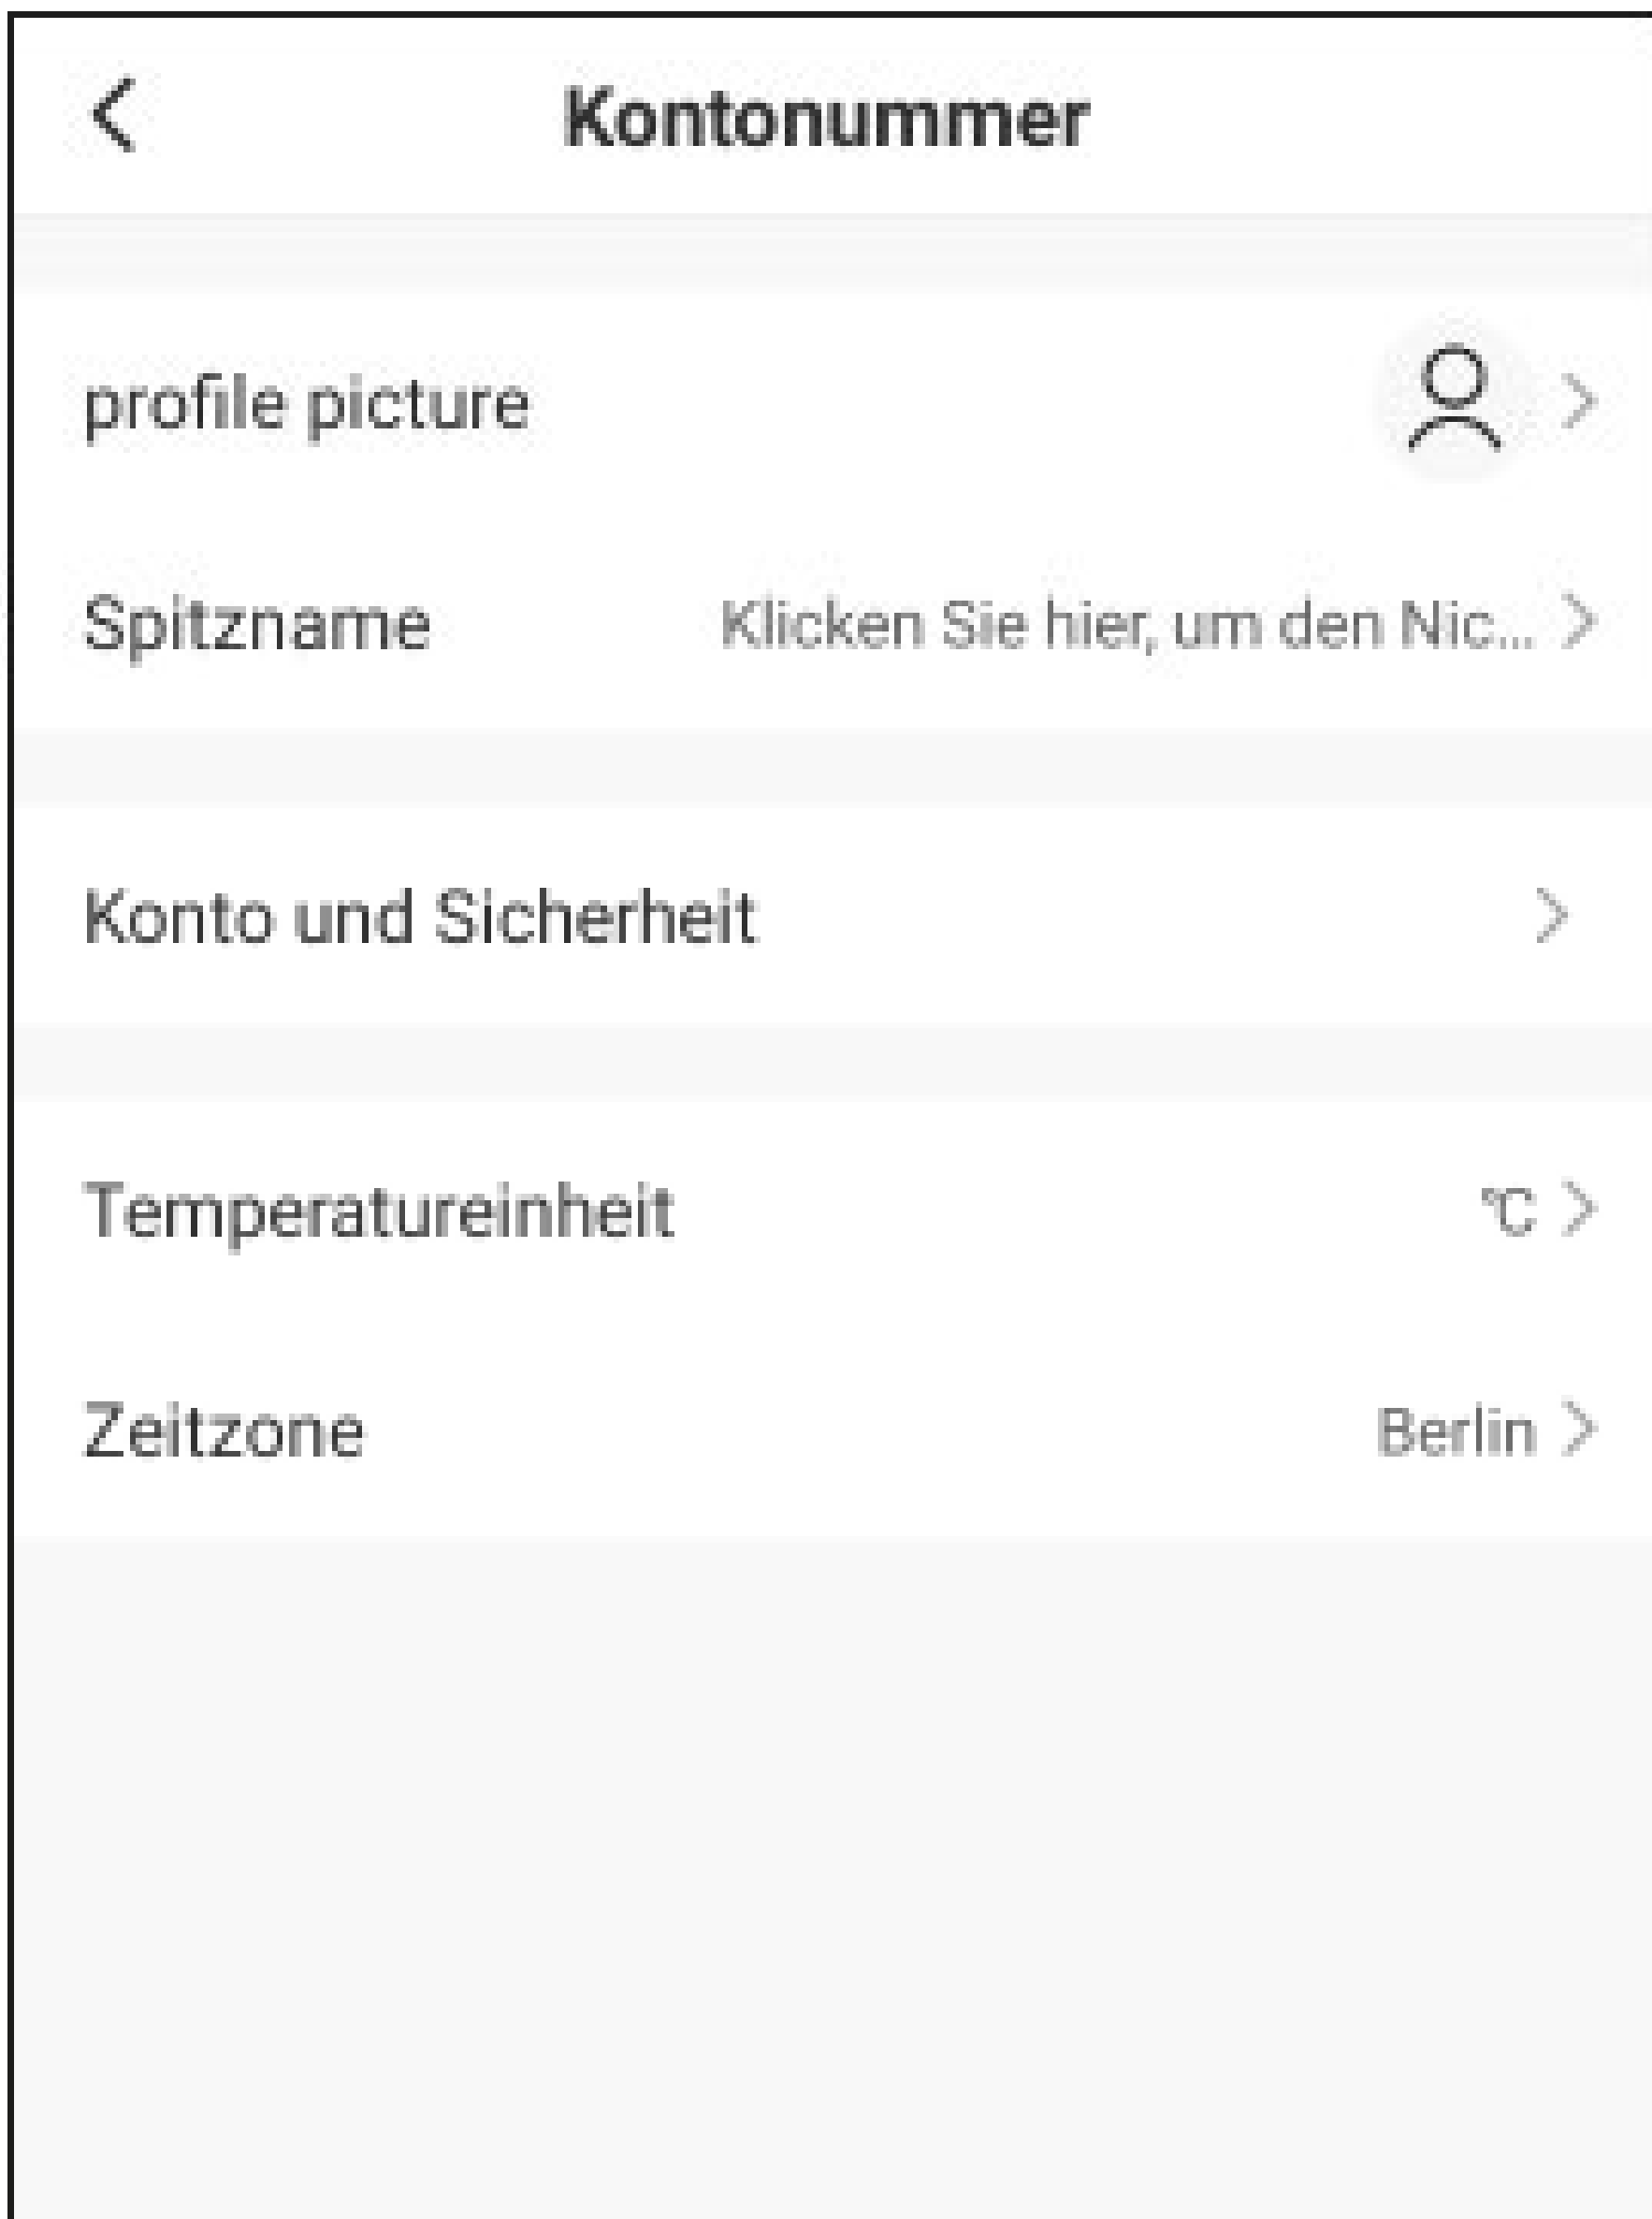 Kontonummer
profile picture
Spitzname Klicken Sie hier, um den Nic...
Konto und Sicherheit
Temperatureinheit ℃
Zeitzone Berlin